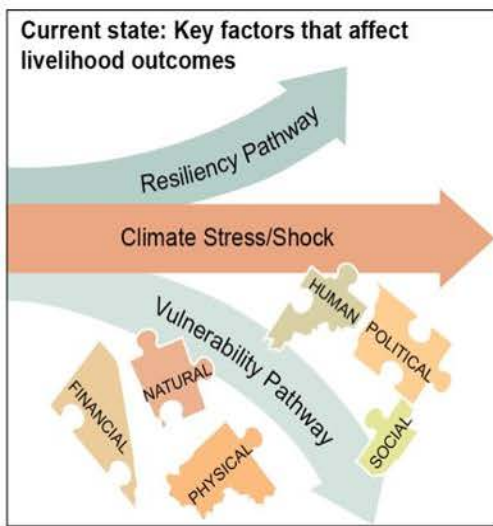 Current state: Key factors that affect
livelihood outcomes
Resiliency Pathway
Climate Stress/Shock
Vulnerability Pathway
HUMAN
POLITICAL
NATURAL
FINANCIAL
SOCIAL
PHYSICAL